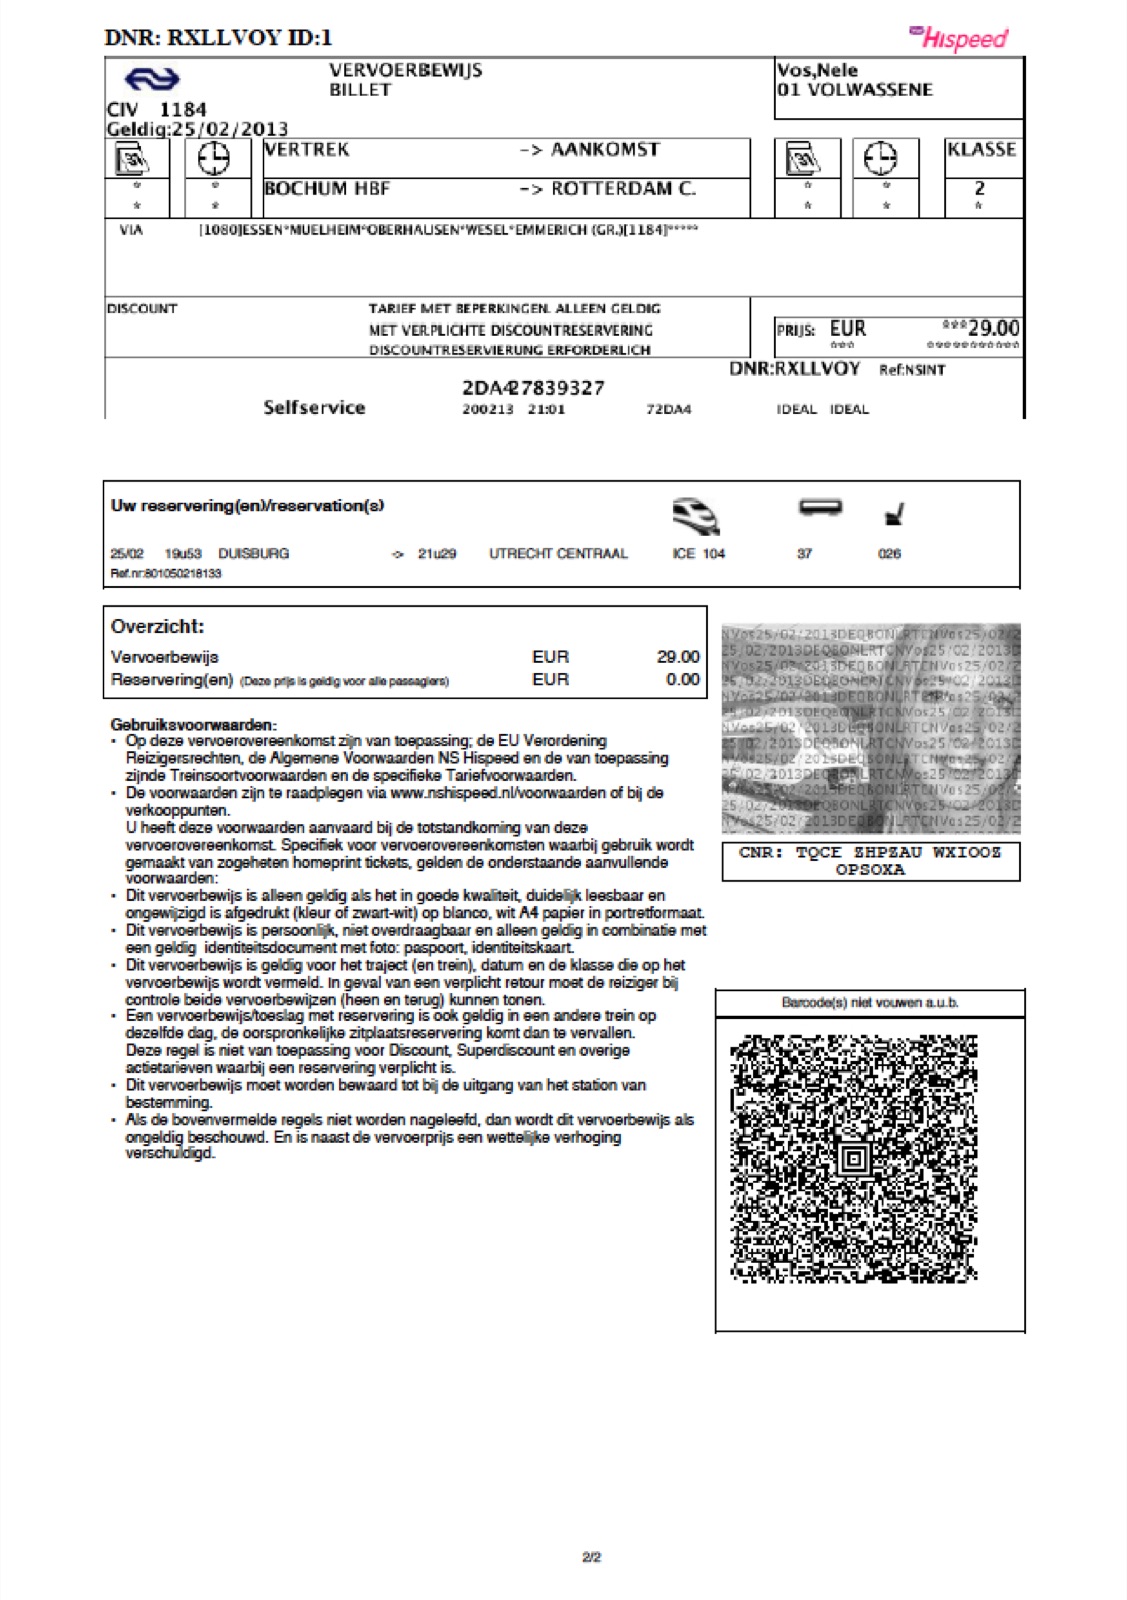 DNR: RXLLVOY ID:1
Hispeed
VERVOERBEWIJS
BILLET
Vos,Nele
01 VOLWASSENE
CIV 1184
Geldig:25/02/2013
31 VERTREK -> AANKOMST 31 KLASSE
* * BOCHUM HBF -> ROTTERDAM C. * * 2
* * * * *
VIA [1080]ESSEN*MUELHEIM*OBERHAUSEN*WESEL*EMMERICH (GR.)[1184]*****
DISCOUNT TARIEF MET BEPERKINGEN. ALLEEN GELDIG
MET VERPLICHTE DISCOUNTRESERVERING
DISCOUNTRESERVIERUNG ERFORDERLICH
PRIJS: EUR ***29.00
*** ***********
DNR:RXLLVOY Ref:NSINT
2DA427839327
Selfservice 200213 21:01 72DA4 IDEAL IDEAL
Uw reservering(en)/reservation(s)
25/02 19u53 DUISBURG -> 21u29 UTRECHT CENTRAAL ICE 104 37 026
Ref.nr:801050218133
Overzicht:
Vervoerbewijs EUR 29.00
Reservering(en) (Deze prijs is geldig voor alle passagiers) EUR 0.00
Gebruiksvoorwaarden:
• Op deze vervoerovereenkomst zijn van toepassing; de EU Verordening
Reizigersrechten, de Algemene Voorwaarden NS Hispeed en de van toepassing
zijnde Treinsoortvoorwaarden en de specifieke Tariefvoorwaarden.
• De voorwaarden zijn te raadplegen via www.nshispeed.nl/voorwaarden of bij de
verkooppunten.
U heeft deze voorwaarden aanvaard bij de totstandkoming van deze
vervoerovereenkomst. Specifiek voor vervoerovereenkomsten waarbij gebruik wordt
gemaakt van zogeheten homeprint tickets, gelden de onderstaande aanvullende
voorwaarden:
• Dit vervoerbewijs is alleen geldig als het in goede kwaliteit, duidelijk leesbaar en
ongewijzigd is afgedrukt (kleur of zwart-wit) op blanco, wit A4 papier in portretformaat.
• Dit vervoerbewijs is persoonlijk, niet overdraagbaar en alleen geldig in combinatie met
een geldig identiteitsdocument met foto: paspoort, identiteitskaart.
• Dit vervoerbewijs is geldig voor het traject (en trein), datum en de klasse die op het
vervoerbewijs wordt vermeld. In geval van een verplicht retour moet de reiziger bij
controle beide vervoerbewijzen (heen en terug) kunnen tonen.
• Een vervoerbewijs/toeslag met reservering is ook geldig in een andere trein op
dezelfde dag, de oorspronkelijke zitplaatsreservering komt dan te vervallen.
Deze regel is niet van toepassing voor Discount, Superdiscount en overige
actietarieven waarbij een reservering verplicht is.
• Dit vervoerbewijs moet worden bewaard tot bij de uitgang van het station van
bestemming.
• Als de bovenvermelde regels niet worden nageleefd, dan wordt dit vervoerbewijs als
ongeldig beschouwd. En is naast de vervoerprijs een wettelijke verhoging
verschuldigd.
CNR: TQCE ZHPZAU WXIOOZ
OPSOXA
Barcode(s) niet vouwen a.u.b.
2/2